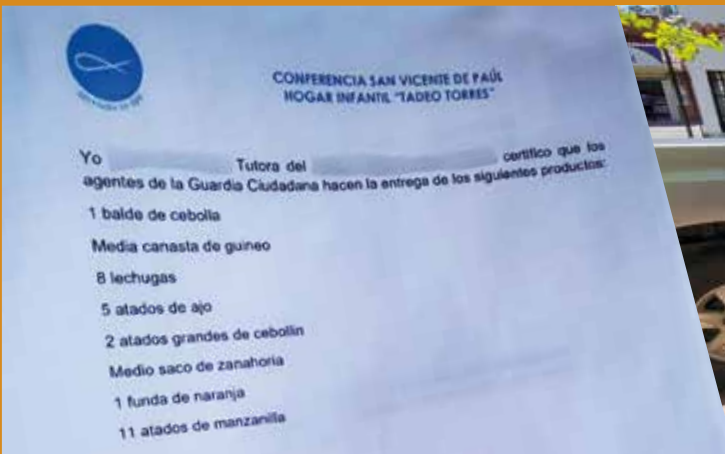 CONFERENCIA SAN VICENTE DE PAÚL
HOGAR INFANTIL "TADEO TORRES"
Yo Tutora del certifico que los
agentes de la Guardia Ciudadana hacen la entrega de los siguientes productos:
1 balde de cebolla
Media canasta de guineo
8 lechugas
5 atados de ajo
2 atados grandes de cebollin
Medio saco de zanahoria
1 funda de naranja
11 atados de manzanilla